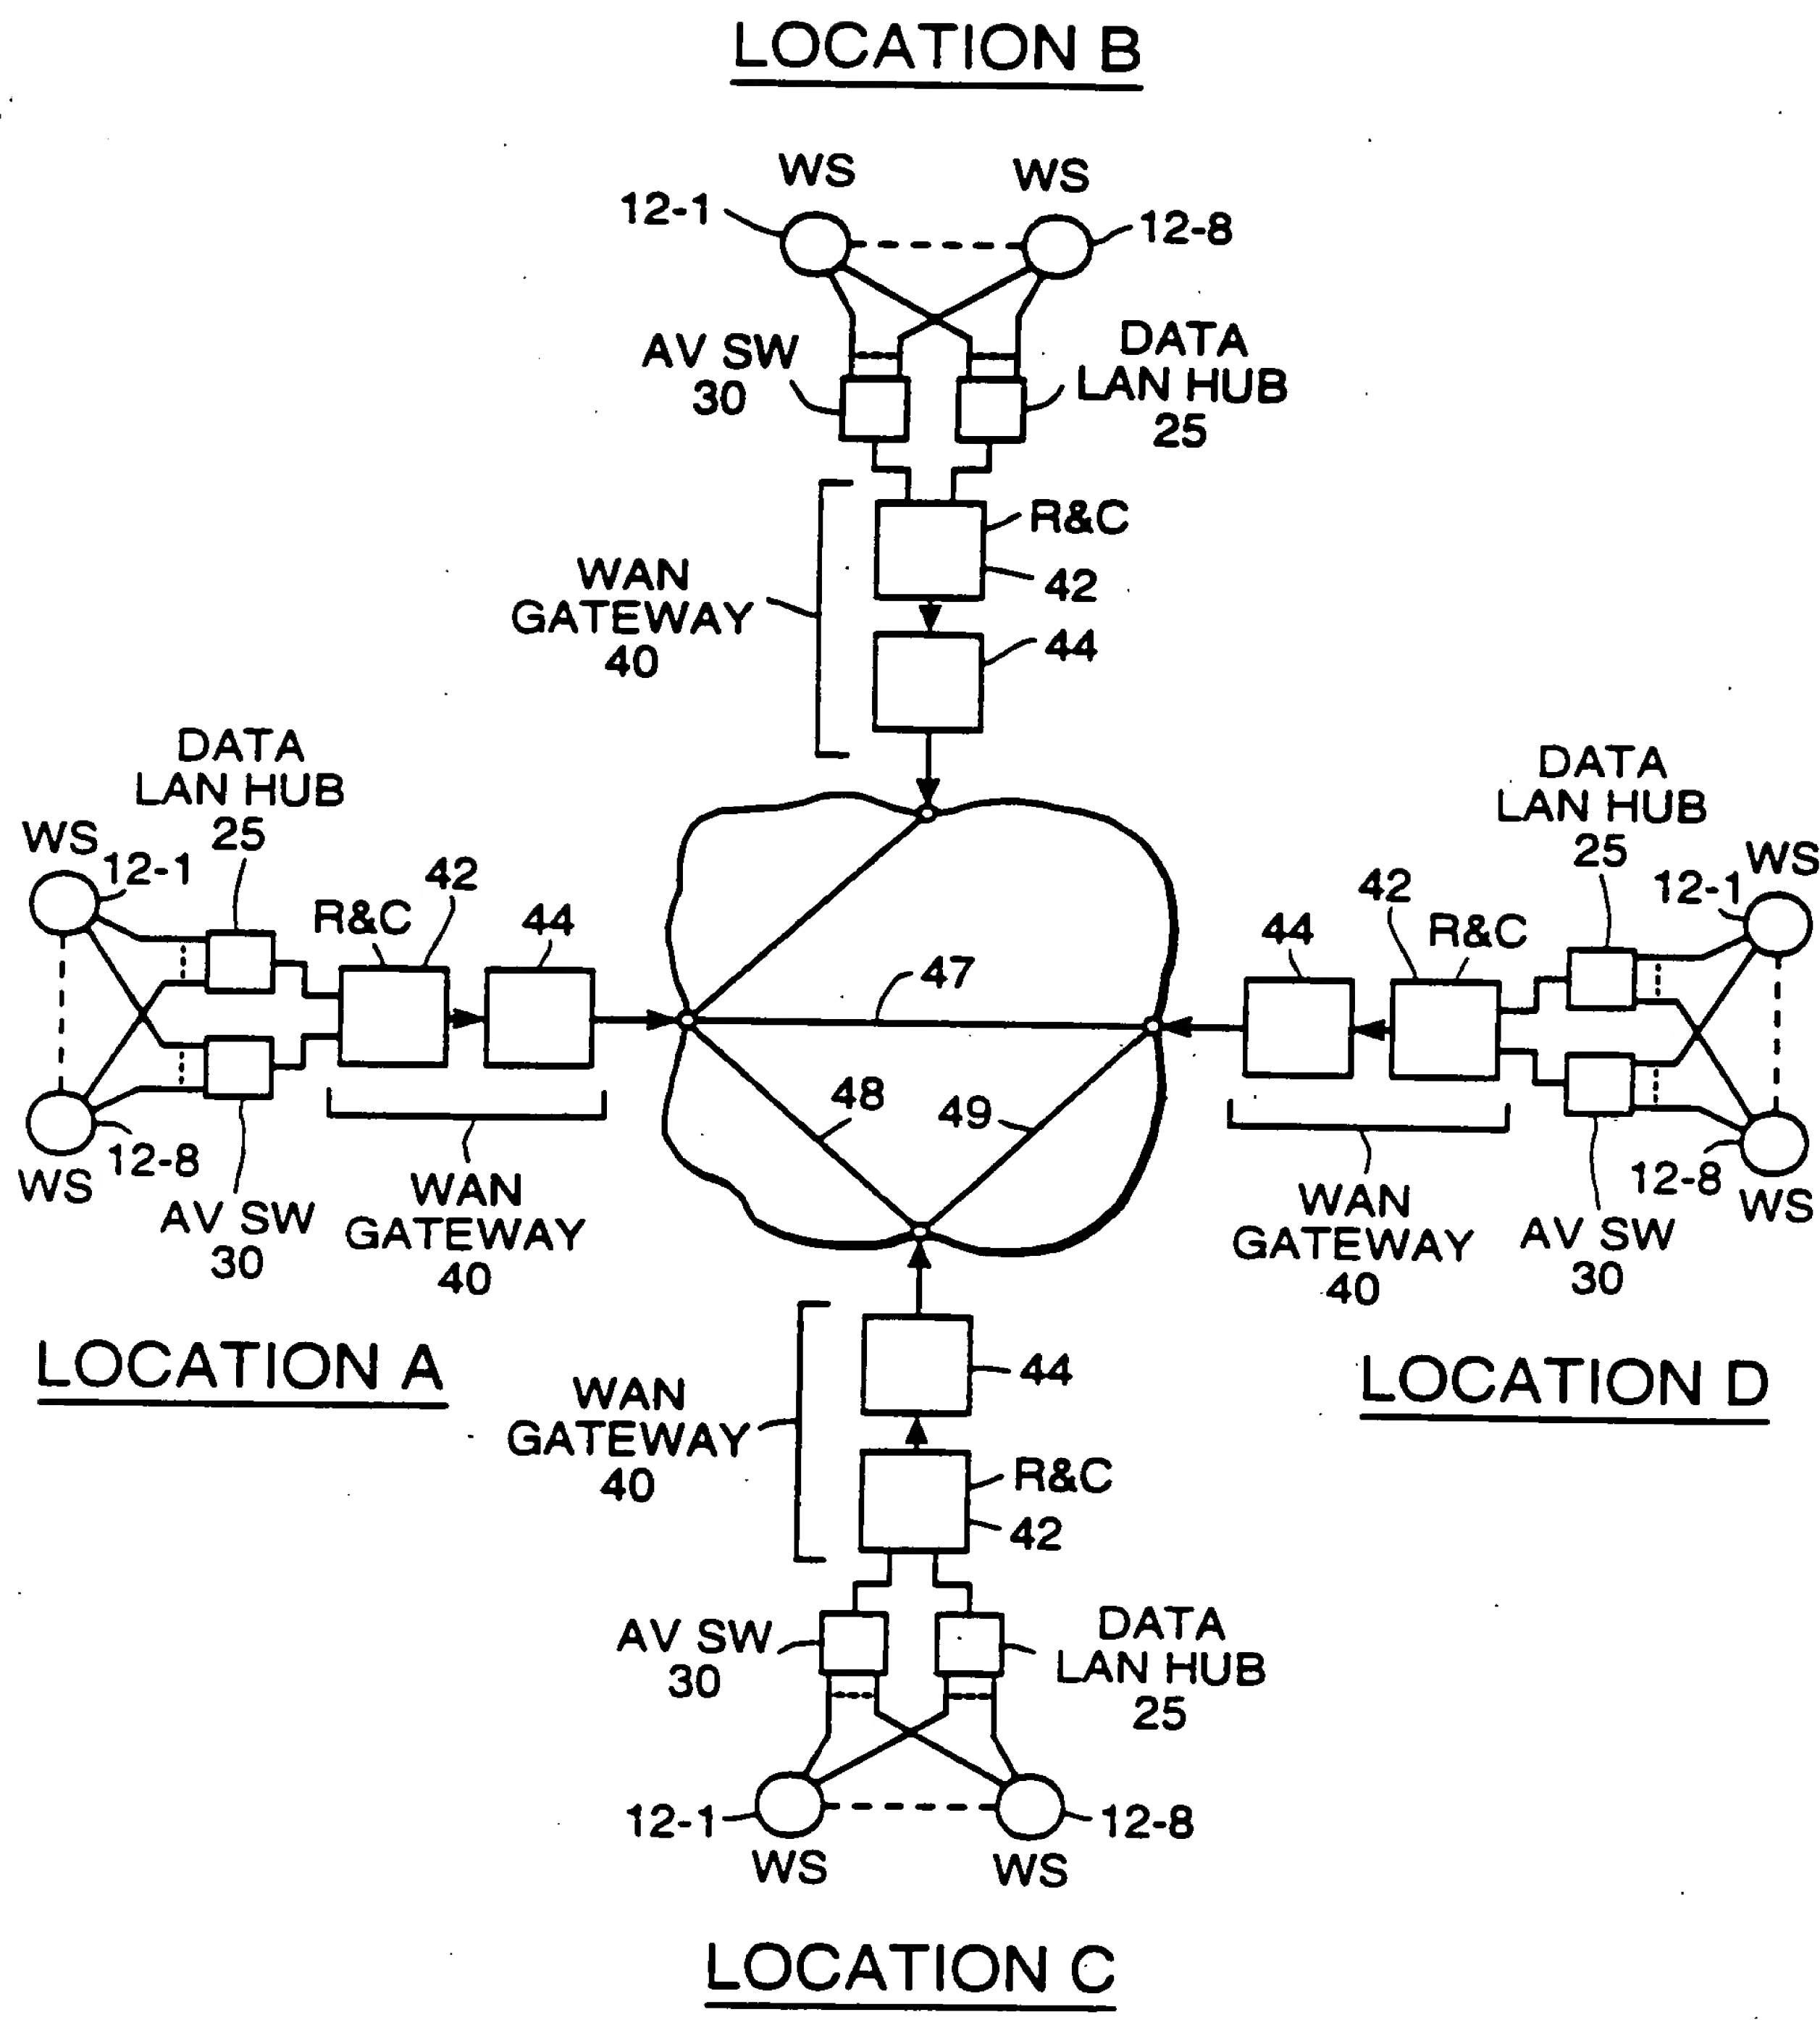 LOCATION B
WS
WS
12-1
12-8
AV SW
30
DATA
LAN HUB
25
R&C
42
WAN
GATEWAY
40
44
DATA
LAN HUB
25
WS
12-1
R&C
42
44
12-8
WS
AV SW
30
WAN
GATEWAY
40
LOCATION A
47
48
49
DATA
LAN HUB
25
WS
12-1
42
R&C
44
12-8
WS
AV SW
30
WAN
GATEWAY
40
LOCATION D
44
WAN
GATEWAY
40
R&C
42
AV SW
30
DATA
LAN HUB
25
12-1
12-8
WS
WS
LOCATION C